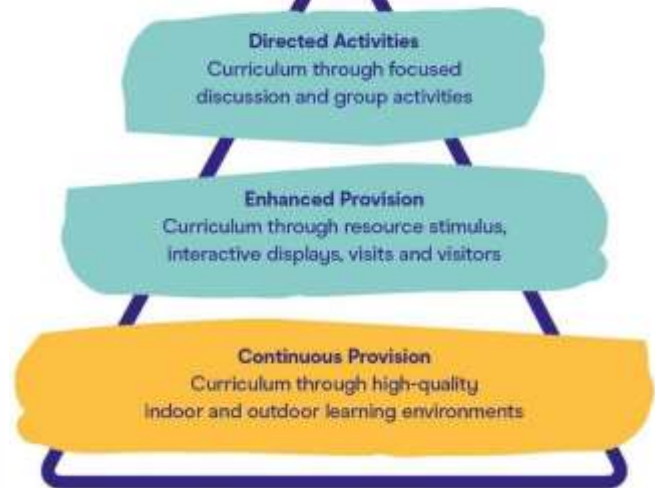 Directed Activities
Curriculum through focused
discussion and group activities
Enhanced Provision
Curriculum through resource stimulus,
interactive displays, visits and visitors
Continuous Provision
Curriculum through high-quality
indoor and outdoor learning environments